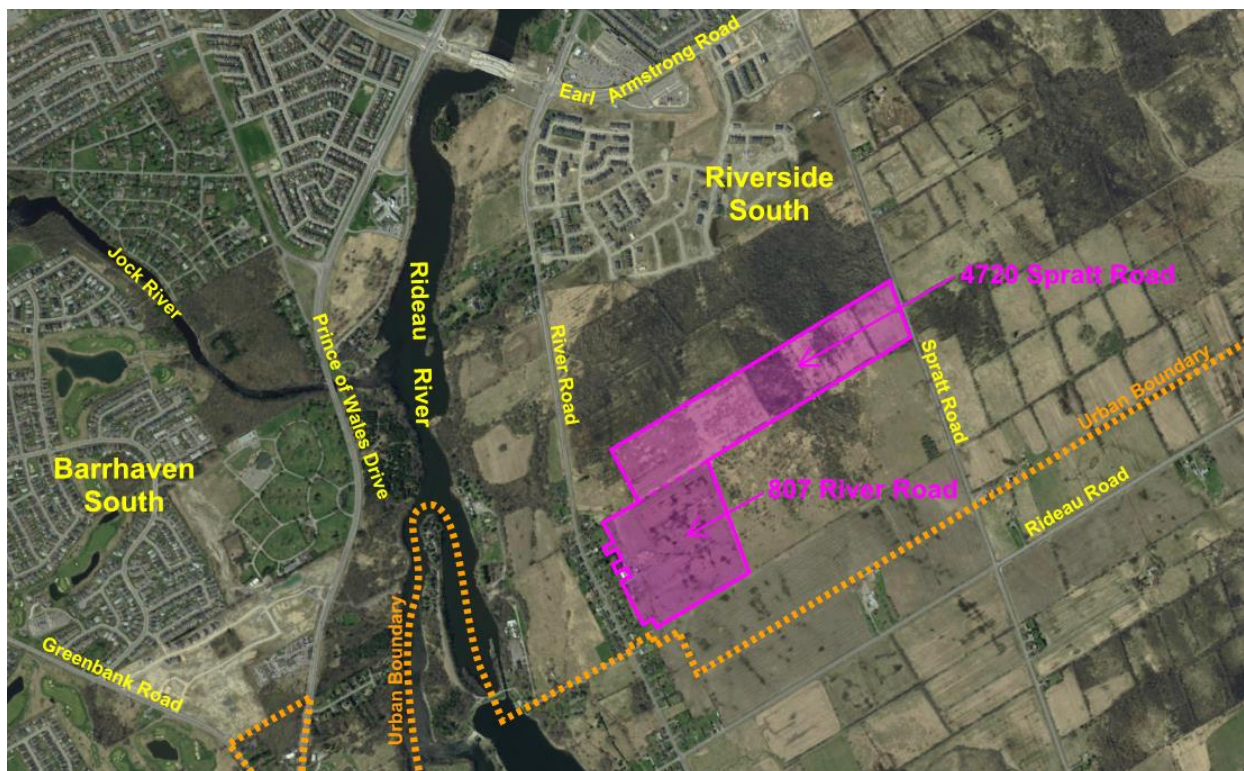 Earl Armstrong Road
Riverside
South
4720 Spratt Road
Jock River
Rideau River
Prince of Wales Drive
River Road
Spratt Road
Urban Boundary
Barrhaven
South
807 River Road
Rideau Road
Urban Boundary
Greenbank Road